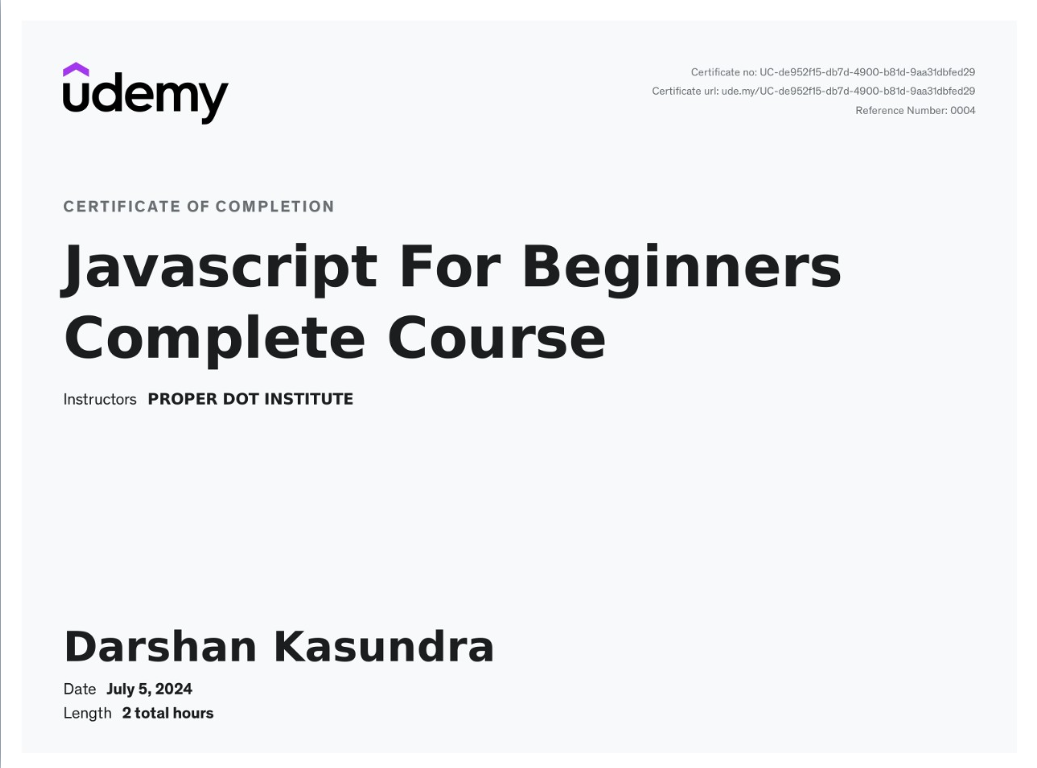 udemy
Certificate no: UC-de952f15-db7d-4900-b81d-9aa31dbfed29
Certificate url: ude.my/UC-de952f15-db7d-4900-b81d-9aa31dbfed29
Reference Number: 0004
CERTIFICATE OF COMPLETION
Javascript For Beginners
Complete Course
Instructors PROPER DOT INSTITUTE
Darshan Kasundra
Date July 5, 2024
Length 2 total hours